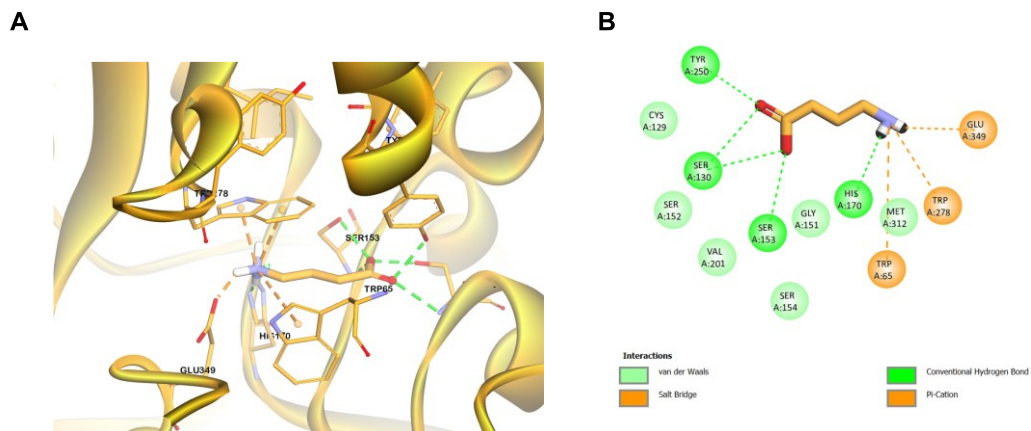 A
B
TYR
SER153
TRP65
HIS170
GLU349
TYR
A:250
CYS
A:129
GLU
A:349
SER
A:130
HIS
A:170
SER
A:152
GLY
A:151
MET
A:312
TRP
A:278
SER
A:153
VAL
A:201
TRP
A:65
SER
A:154
Interactions
van der Waals
Conventional Hydrogen Bond
Salt Bridge
Pi-Cation